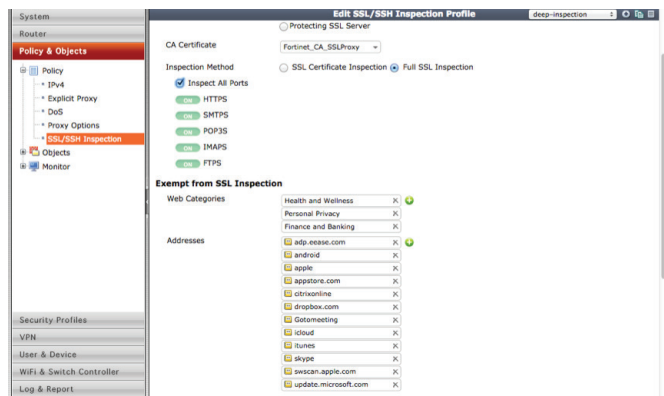 System
Router
Policy & Objects
Policy
IPv4
Explicit Proxy
DoS
Proxy Options
SSL/SSH Inspection
Objects
Monitor
Security Profiles
VPN
User & Device
WiFi & Switch Controller
Log & Report
Edit SSL/SSH Inspection Profile deep-inspection
Protecting SSL Server
CA Certificate Fortinet_CA_SSLProxy
Inspection Method SSL Certificate Inspection Full SSL Inspection
Inspect All Ports
ON HTTPS
ON SMTPS
ON POP3S
ON IMAPS
ON FTPS
Exempt from SSL Inspection
Web Categories Health and Wellness
Personal Privacy
Finance and Banking
Addresses adp.eease.com
android
apple
appstore.com
citrixonline
dropbox.com
Gotomeeting
icloud
itunes
skype
swscan.apple.com
update.microsoft.com